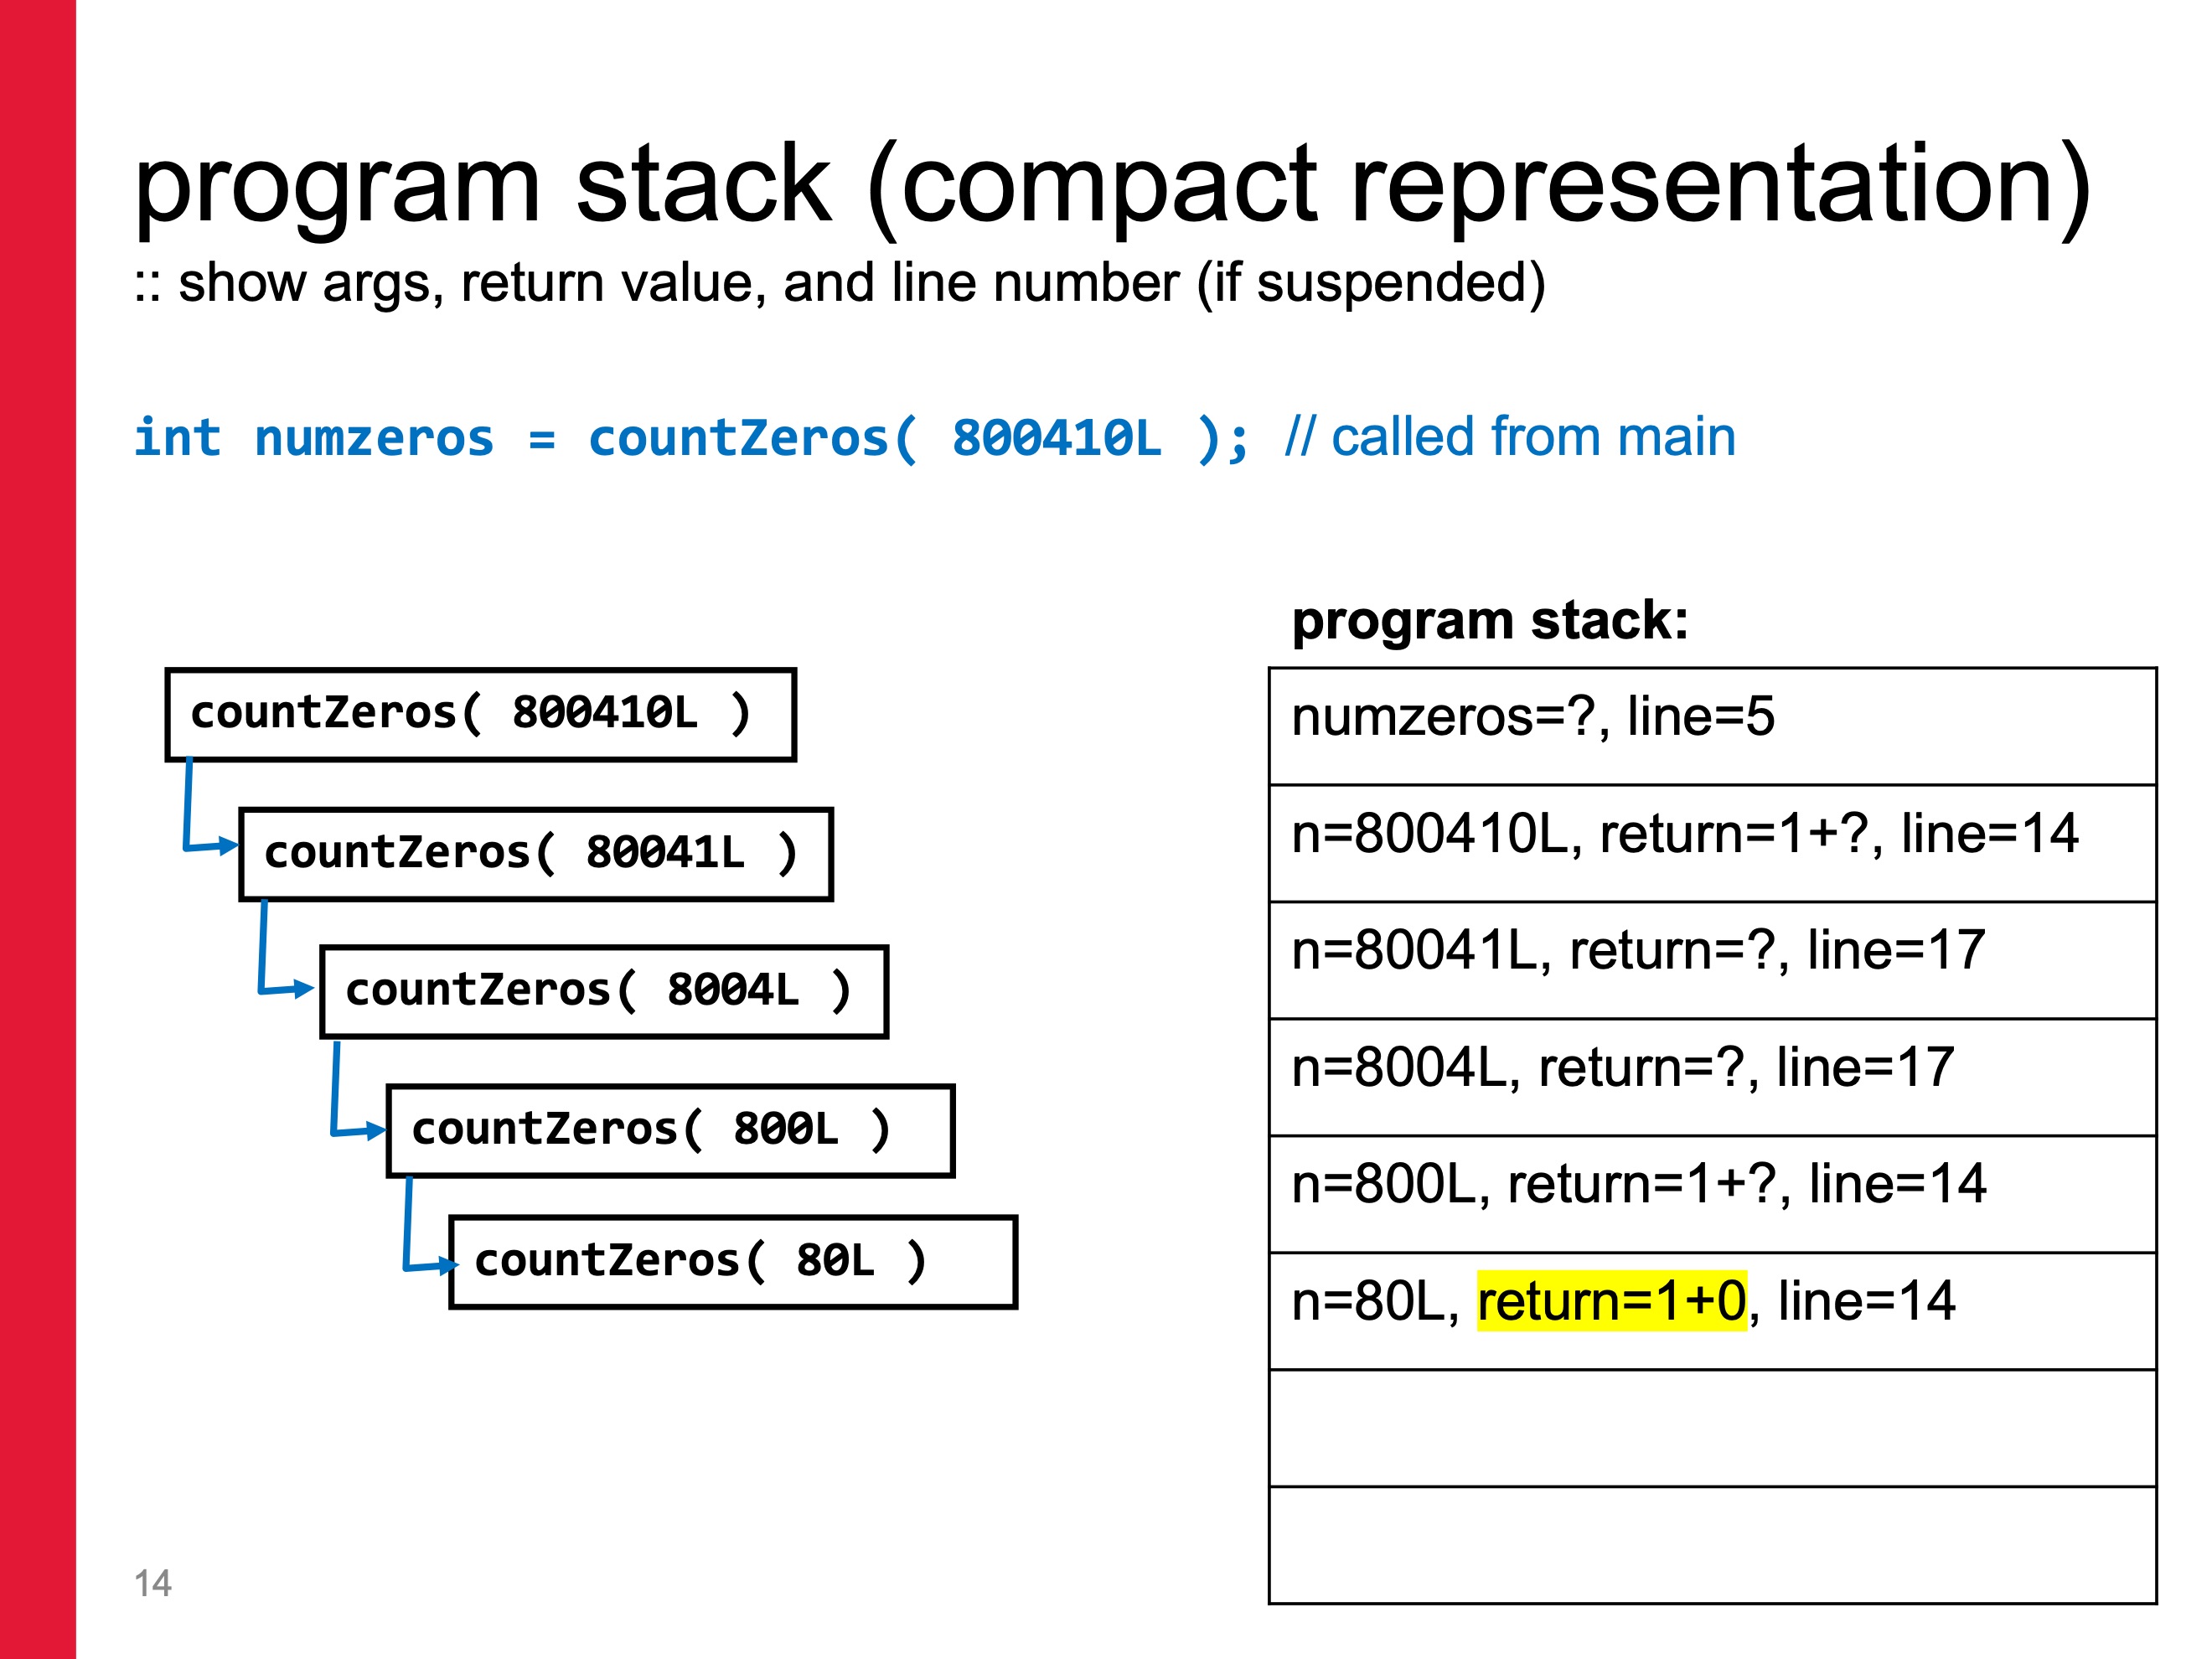 program stack (compact representation)
:: show args, return value, and line number (if suspended)
int numzeros = countZeros( 800410L ); // called from main
program stack:
countZeros( 800410L )
countZeros( 80041L )
countZeros( 8004L )
countZeros( 800L )
countZeros( 80L )
numzeros=?, line=5
n=800410L, return=1+?, line=14
n=80041L, return=?, line=17
n=8004L, return=?, line=17
n=800L, return=1+?, line=14
n=80L, return=1+0, line=14
14